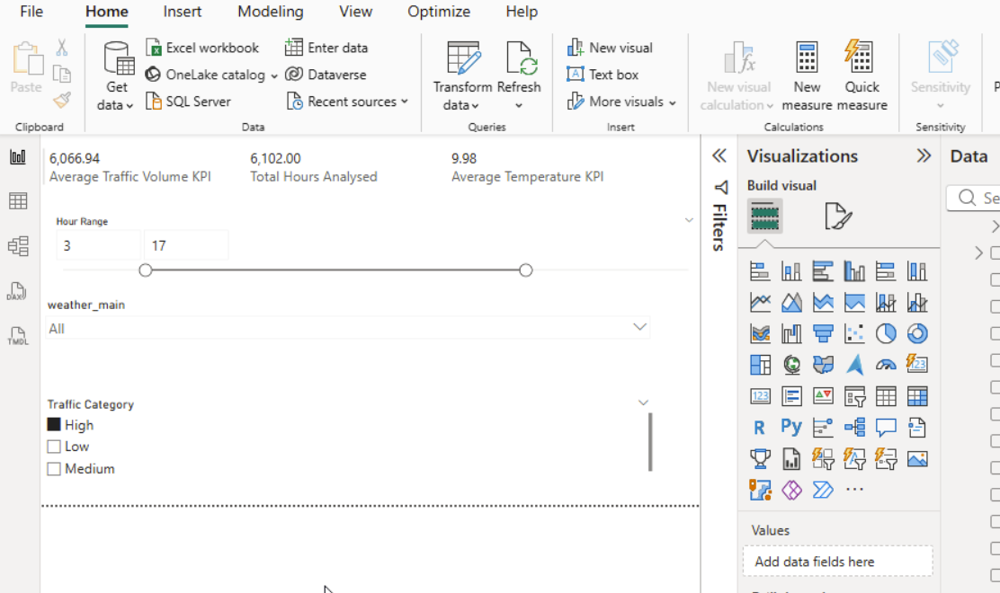 File Home Insert Modeling View Optimize Help
Paste
Clipboard
Get data
Excel workbook
OneLake catalog
SQL Server
Enter data
Dataverse
Recent sources
Data
Transform data
Refresh
Queries
New visual
Text box
More visuals
Insert
New visual calculation
New measure
Quick measure
Calculations
Sensitivity
Sensitivity
DAX
TMDL
6,066.94
Average Traffic Volume KPI
6,102.00
Total Hours Analysed
9.98
Average Temperature KPI
Hour Range
3 17
weather_main
All
Traffic Category
High
Low
Medium
Filters
Visualizations
Build visual
123
123
R Py
Values
Add data fields here
Data